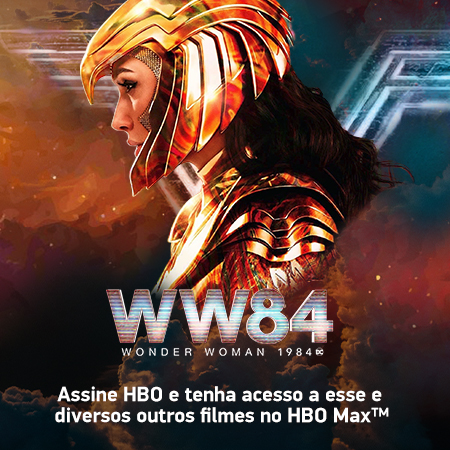 WW84
WONDER WOMAN 1984
Assine HBO e tenha acesso a esse e
diversos outros filmes no HBO Max™